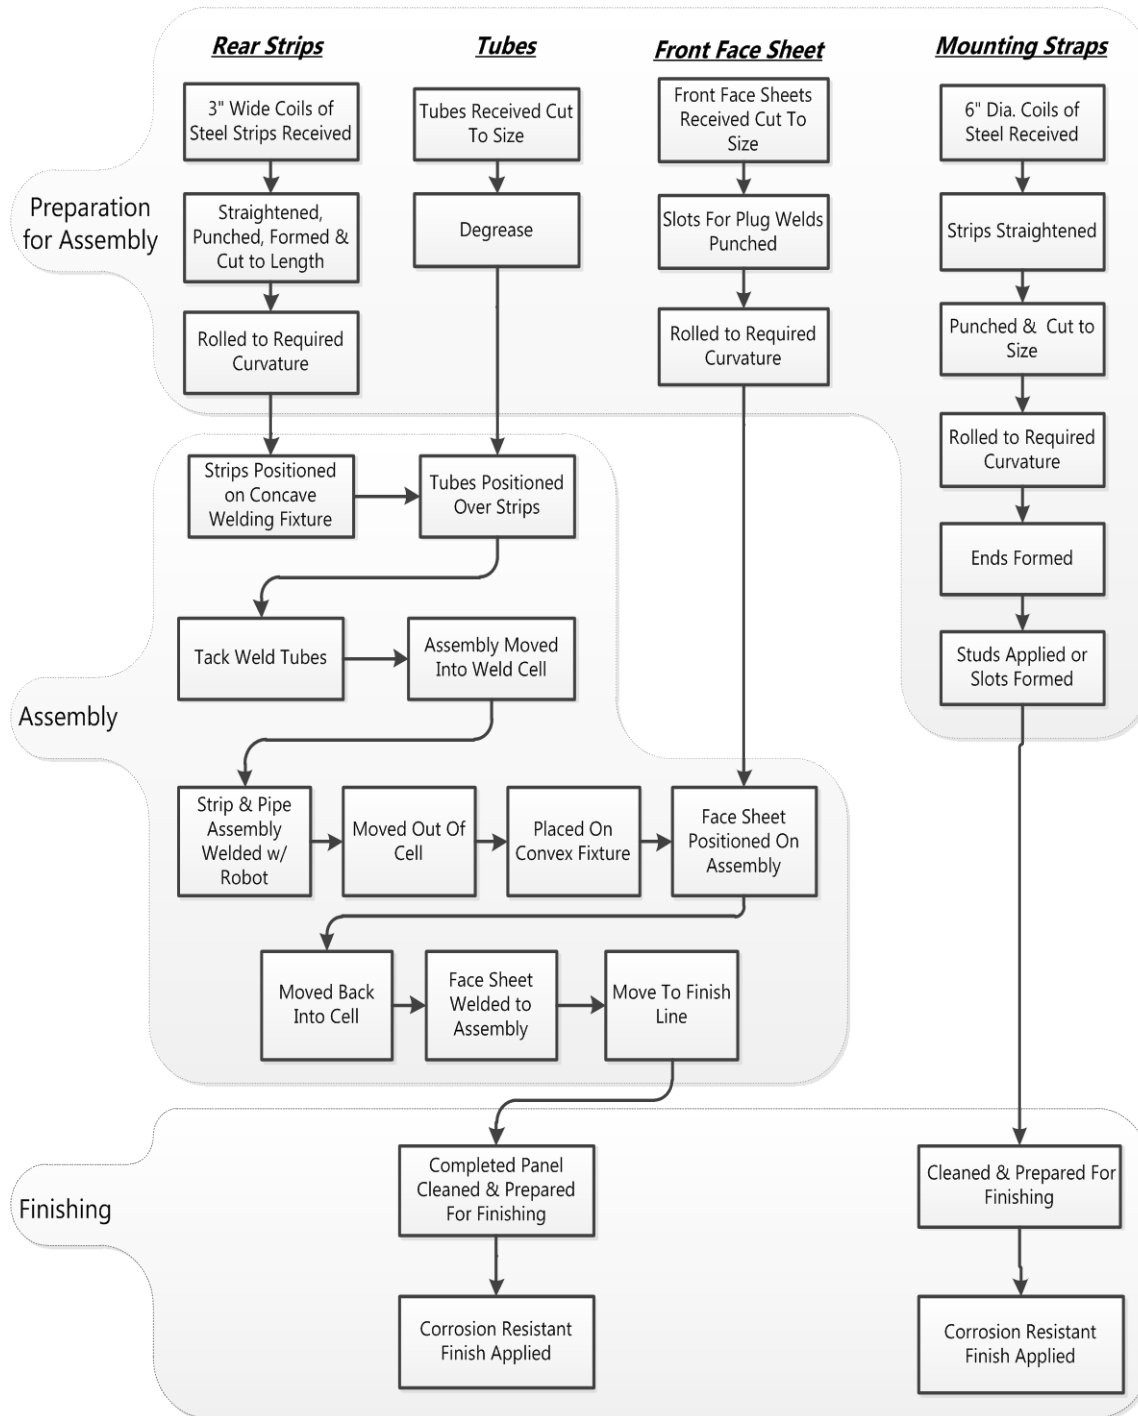 Rear Strips
Tubes
Front Face Sheet
Mounting Straps
Preparation
for Assembly
3" Wide Coils of
Steel Strips Received
Tubes Received Cut
To Size
Front Face Sheets
Received Cut To
Size
6" Dia. Coils of
Steel Received
Straightened,
Punched, Formed &
Cut to Length
Degrease
Slots For Plug Welds
Punched
Strips Straightened
Rolled to Required
Curvature
Rolled to Required
Curvature
Punched & Cut to
Size
Rolled to Required
Curvature
Ends Formed
Studs Applied or
Slots Formed
Assembly
Strips Positioned
on Concave
Welding Fixture
Tubes Positioned
Over Strips
Tack Weld Tubes
Assembly Moved
Into Weld Cell
Strip & Pipe
Assembly
Welded w/
Robot
Moved Out Of
Cell
Placed On
Convex Fixture
Face Sheet
Positioned On
Assembly
Moved Back
Into Cell
Face Sheet
Welded to
Assembly
Move To Finish
Line
Finishing
Completed Panel
Cleaned & Prepared
For Finishing
Cleaned & Prepared For
Finishing
Corrosion Resistant
Finish Applied
Corrosion Resistant
Finish Applied